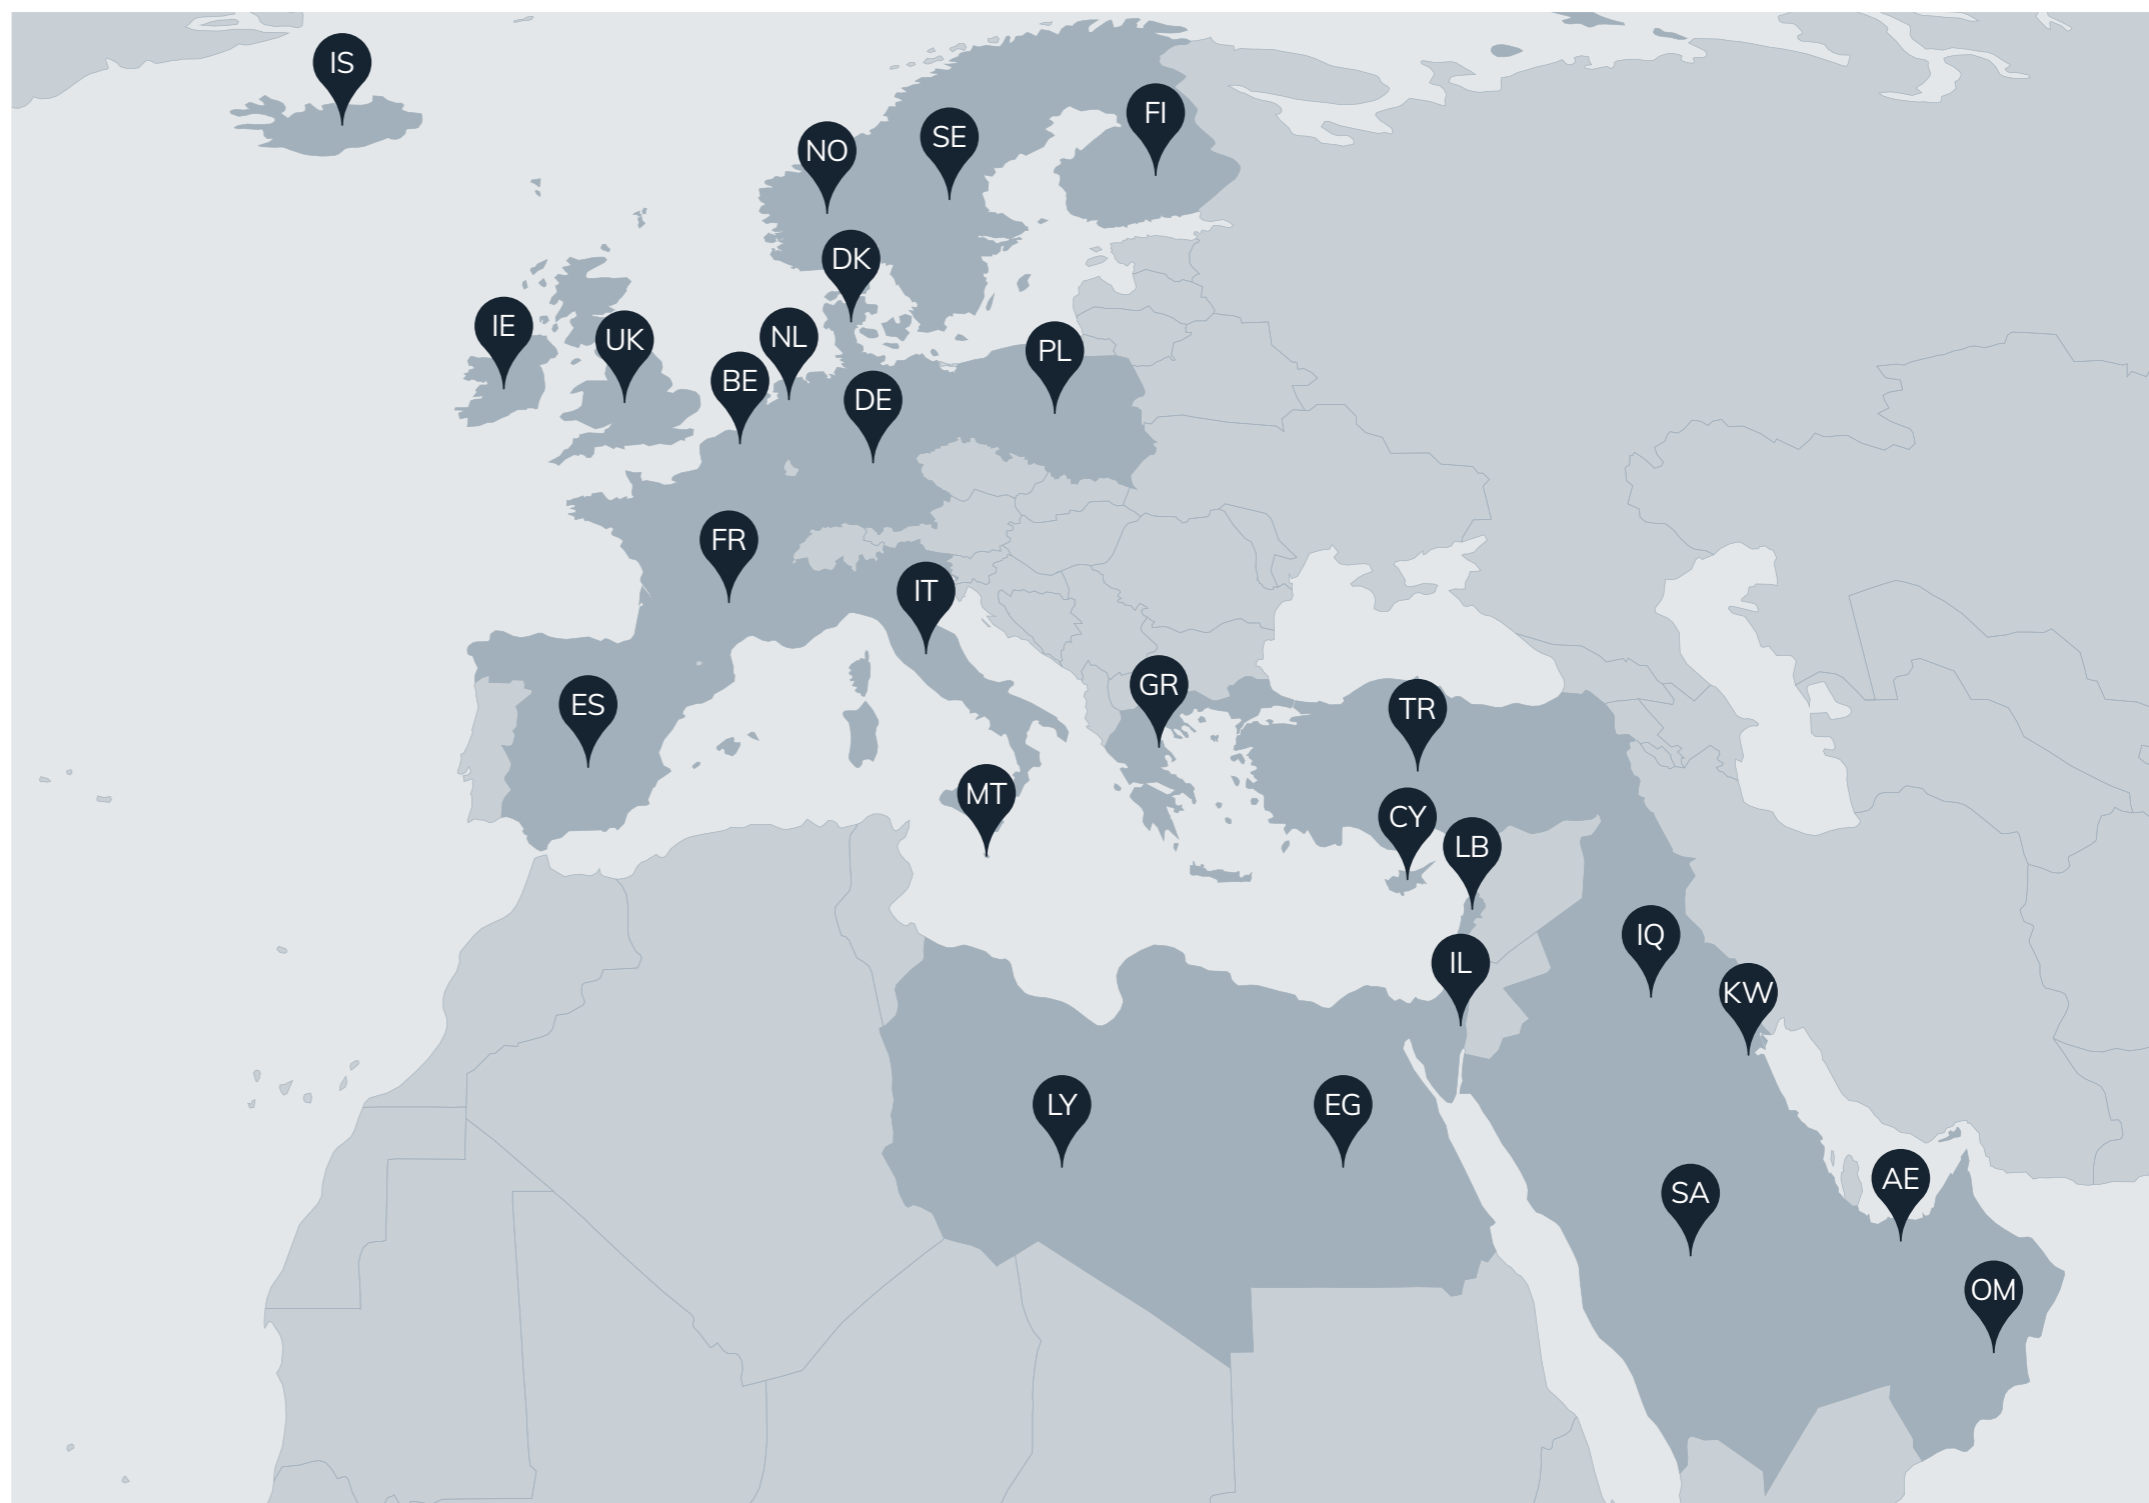 IS
FI
SE
NO
DK
IE
NL
UK
PL
BE
DE
FR
IT
GR
ES
TR
MT
CY
LB
IQ
IL
KW
LY
EG
AE
SA
OM